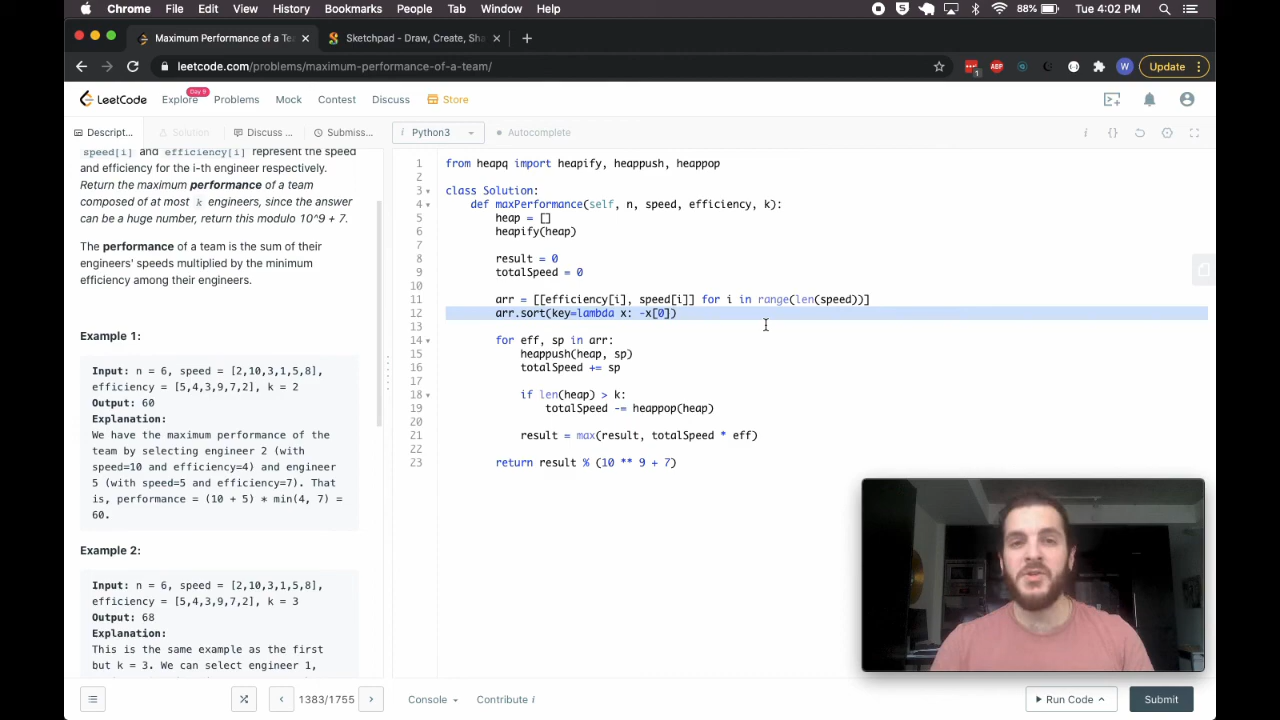 Chrome File Edit View History Bookmarks People Tab Window Help 88% Tue 4:02 PM
Maximum Performance of a Te
Sketchpad - Draw, Create, Sha
leetcode.com/problems/maximum-performance-of-a-team/
1
ABP
W
Update
LeetCode
Explore
Day 8
Problems
Mock
Contest
Discuss
Store
Descript...
Solution
Discuss ...
Submiss...
i Python3
Autocomplete
speed[i] and efficiency[i] represent the speed
and efficiency for the i-th engineer respectively.
Return the maximum performance of a team
composed of at most k engineers, since the answer
can be a huge number, return this modulo 10^9 + 7.
The performance of a team is the sum of their
engineers' speeds multiplied by the minimum
efficiency among their engineers.
Example 1:
Input: n = 6, speed = [2,10,3,1,5,8],
efficiency = [5,4,3,9,7,2], k = 2
Output: 60
Explanation:
We have the maximum performance of the
team by selecting engineer 2 (with
speed=10 and efficiency=4) and engineer
5 (with speed=5 and efficiency=7). That
is, performance = (10 + 5) * min(4, 7) =
60.
Example 2:
Input: n = 6, speed = [2,10,3,1,5,8],
efficiency = [5,4,3,9,7,2], k = 3
Output: 68
Explanation:
This is the same example as the first
but k = 3. We can select engineer 1,
1 from heapq import heapify, heappush, heappop
2
3 class Solution:
4 def maxPerformance(self, n, speed, efficiency, k):
5 heap = []
6 heapify(heap)
7
8 result = 0
9 totalSpeed = 0
10
11 arr = [[efficiency[i], speed[i]] for i in range(len(speed))]
12 arr.sort(key=lambda x: -x[0])
13
14 for eff, sp in arr:
15 heappush(heap, sp)
16 totalSpeed += sp
17
18 if len(heap) > k:
19 totalSpeed -= heappop(heap)
20
21 result = max(result, totalSpeed * eff)
22
23 return result % (10 ** 9 + 7)
1383/1755
Console
Contribute i
Run Code
Submit